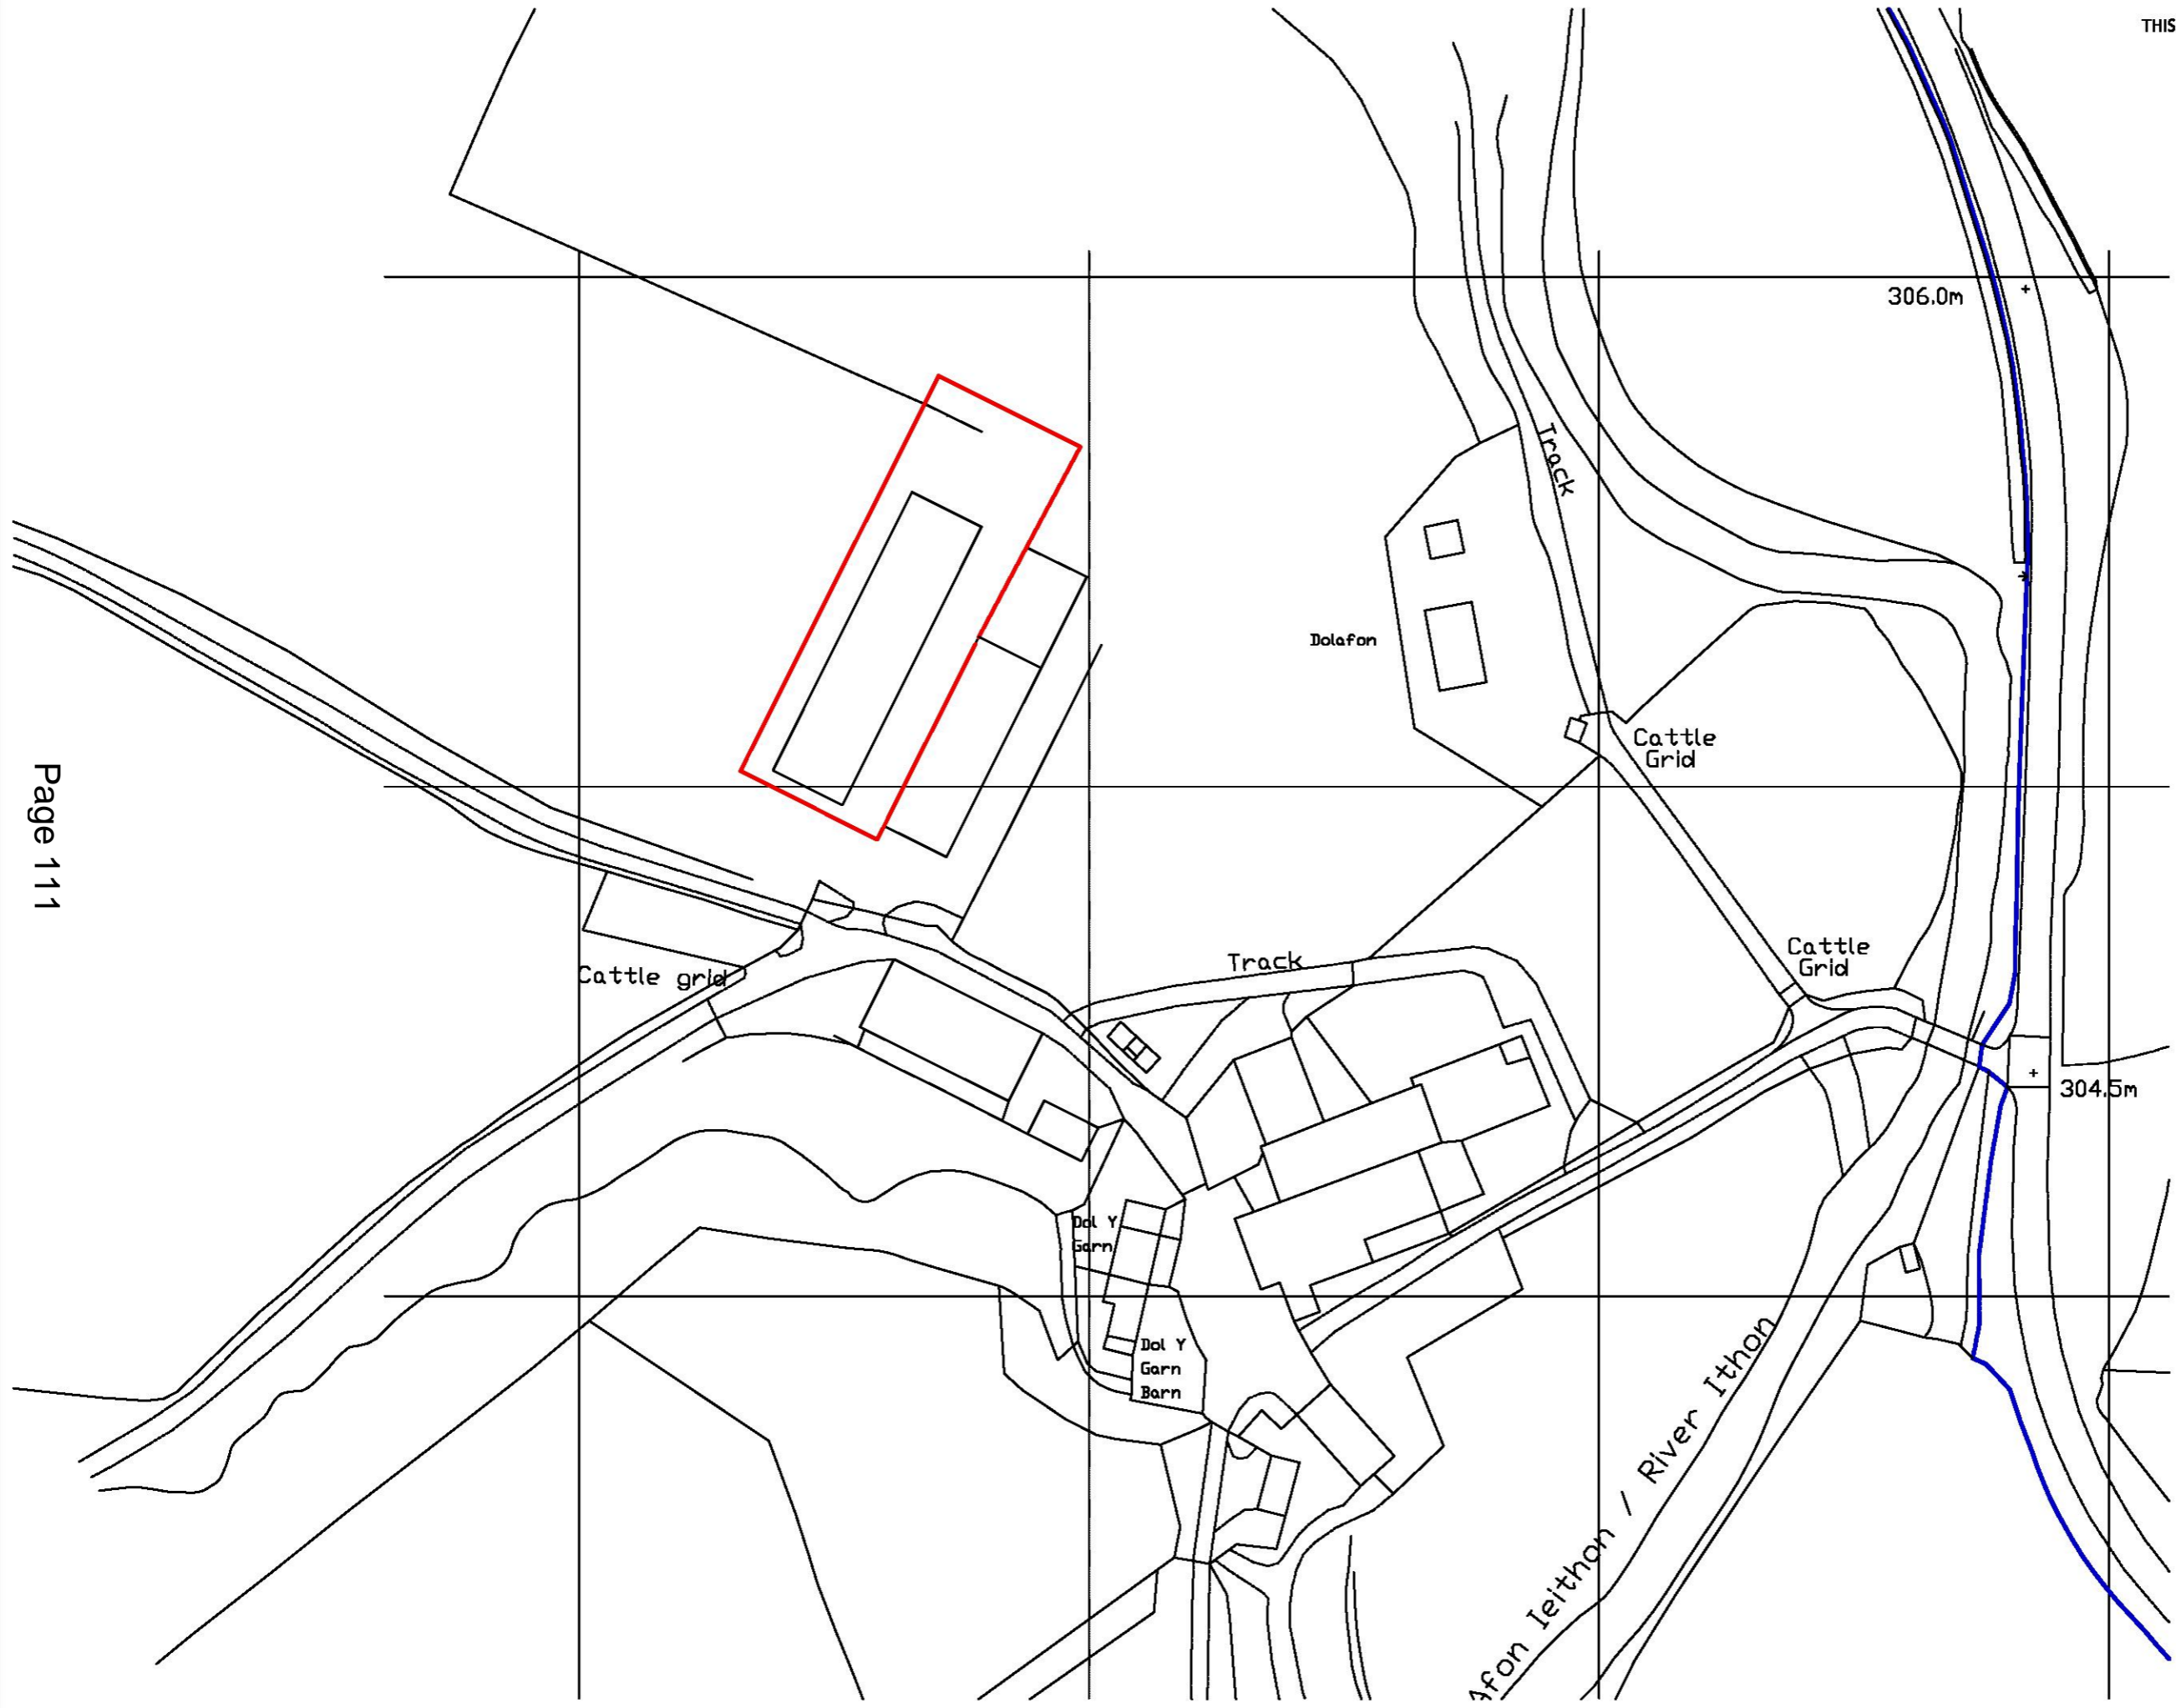 THIS
306.0m
Track
Dolafon
Cattle
Grid
Page 111
Cattle
Grid
Track
Cattle grid
304.5m
Dol Y
Garn
Dol Y
Garn
Barn
Afon Ieithon / River Ithon